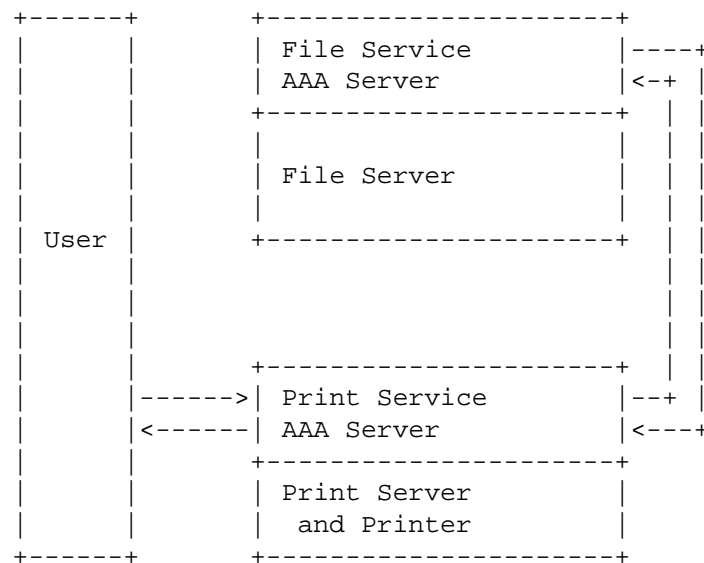 File Service
AAA Server
File Server
User
Print Service
AAA Server
Print Server
and Printer